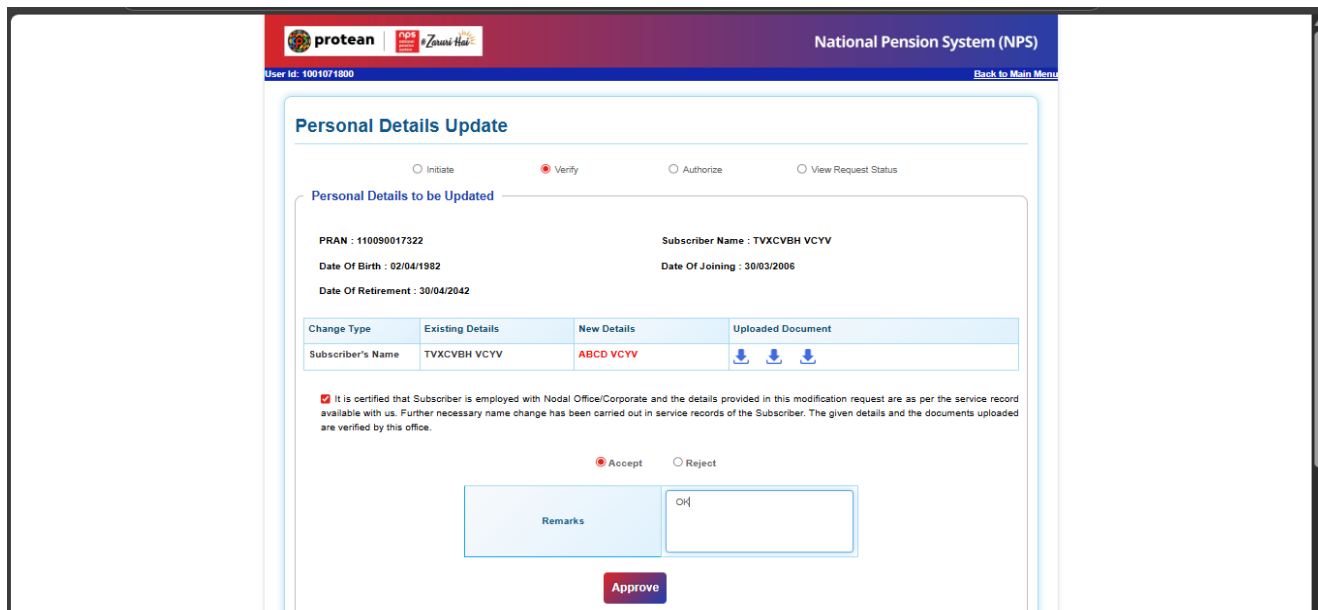 protean
nps
#Zaruri Hai
National Pension System (NPS)
User Id: 1001071800
Back to Main Menu
Personal Details Update
Initiate
Verify
Authorize
View Request Status
Personal Details to be Updated
PRAN : 110090017322
Subscriber Name : TVXCVBH VCYV
Date Of Birth : 02/04/1982
Date Of Joining : 30/03/2006
Date Of Retirement : 30/04/2042
Change Type
Existing Details
New Details
Uploaded Document
Subscriber's Name
TVXCVBH VCYV
ABCD VCYV
It is certified that Subscriber is employed with Nodal Office/Corporate and the details provided in this modification request are as per the service record
available with us. Further necessary name change has been carried out in service records of the Subscriber. The given details and the documents uploaded
are verified by this office.
Accept
Reject
Remarks
OK
Approve